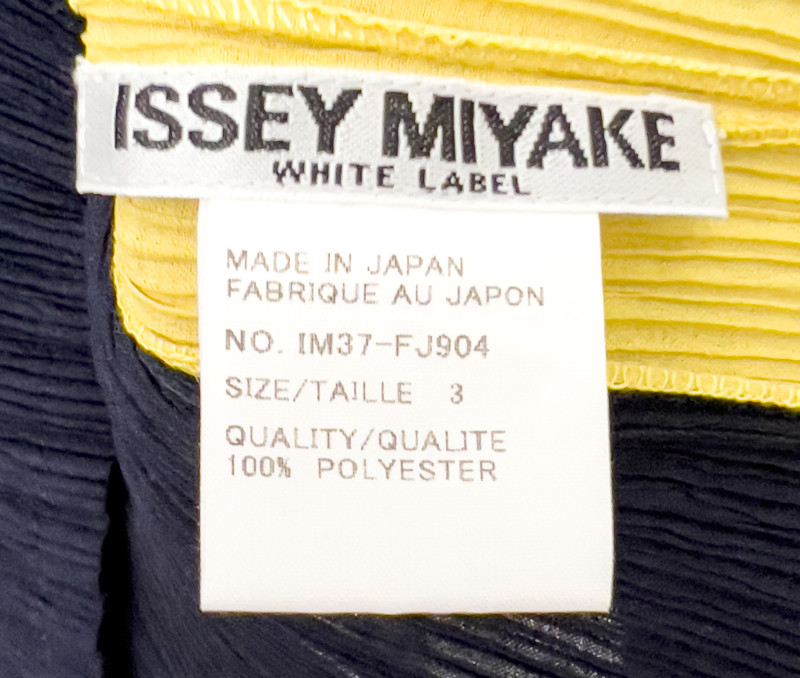 ISSEY MIYAKE
WHITE LABEL
MADE IN JAPAN
FABRIQUE AU JAPON
NO. IM37-FJ904
SIZE/TAILLE 3
QUALITY/QUALITE
100% POLYESTER